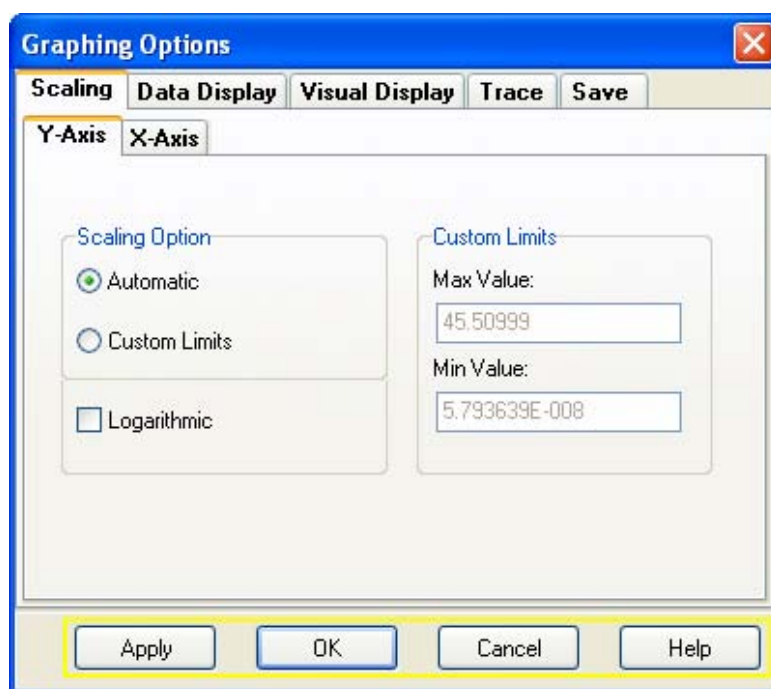 Graphing Options
Scaling Data Display Visual Display Trace Save
Y-Axis X-Axis
Scaling Option
Automatic
Custom Limits
Logarithmic
Custom Limits
Max Value:
45.50999
Min Value:
5.793639E-008
Apply OK Cancel Help